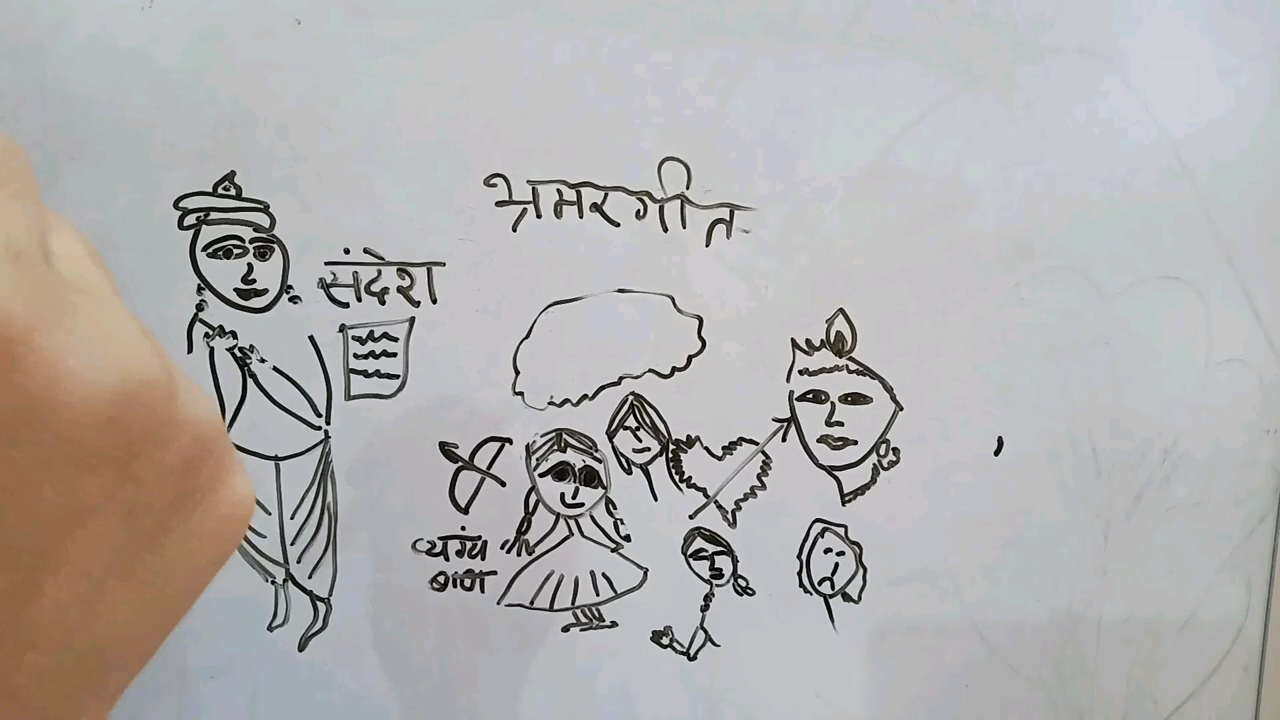 भ्रमरगीत
संदेश
व्यंग्य
बाण